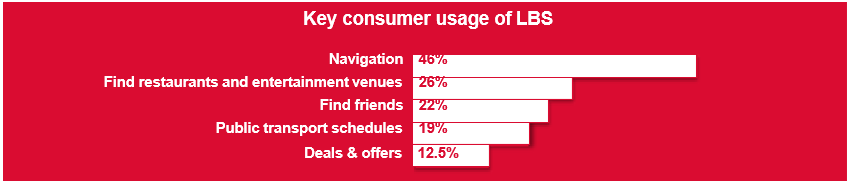 Key consumer usage of LBS
Navigation 46%
Find restaurants and entertainment venues 26%
Find friends 22%
Public transport schedules 19%
Deals & offers 12.5%